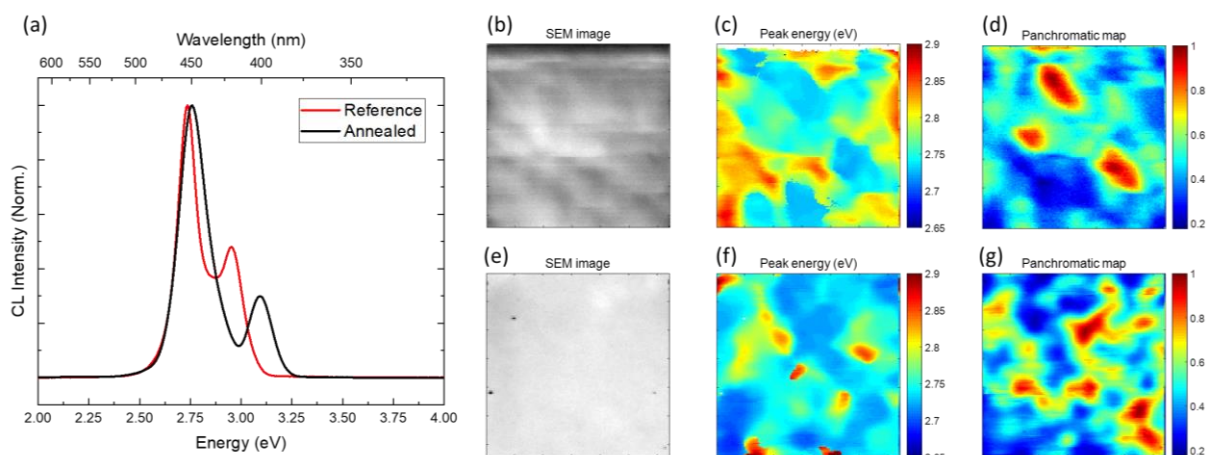 (a)
Wavelength (nm)
600 550 500 450 400 350
CL Intensity (Norm.)
Reference
Annealed
2.00 2.25 2.50 2.75 3.00 3.25 3.50 3.75 4.00
Energy (eV)
(b)
SEM image
(c)
Peak energy (eV)
2.9
2.85
2.8
2.75
2.7
2.65
(d)
Panchromatic map
1
0.8
0.6
0.4
0.2
(e)
SEM image
(f)
Peak energy (eV)
2.9
2.85
2.8
2.75
2.7
2.65
(g)
Panchromatic map
1
0.8
0.6
0.4
0.2